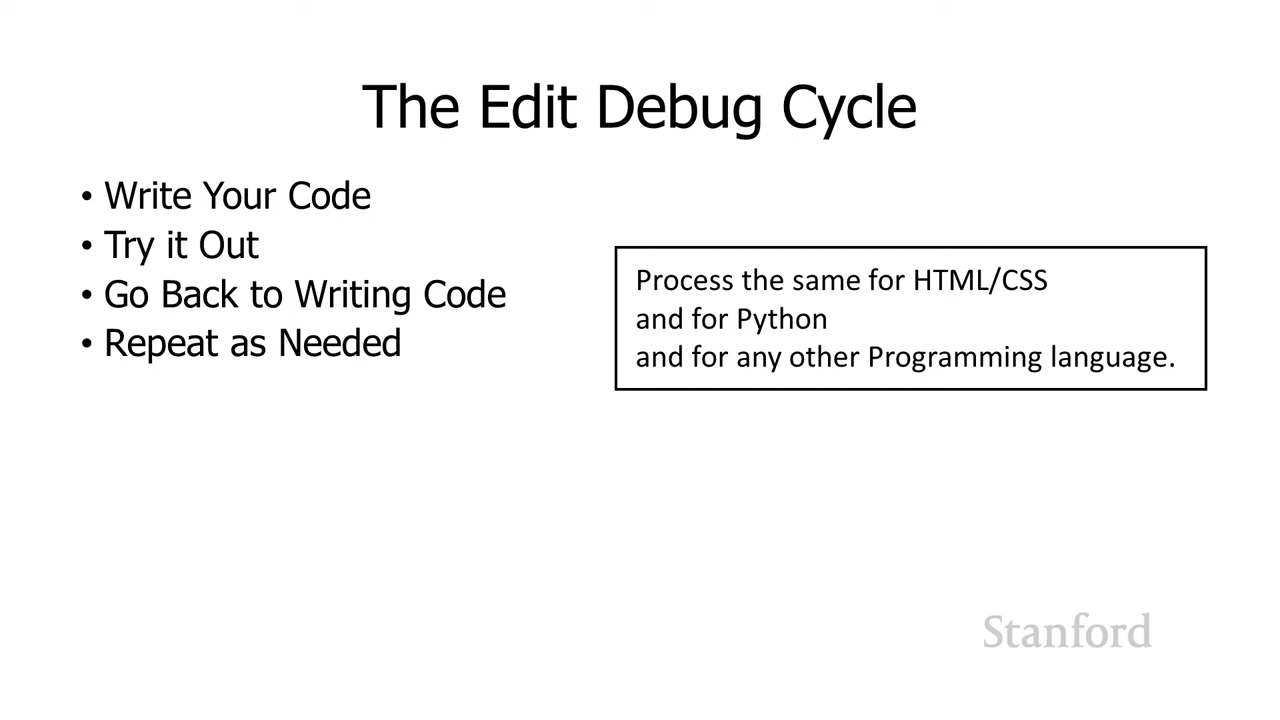 The Edit Debug Cycle
• Write Your Code
• Try it Out
• Go Back to Writing Code
• Repeat as Needed
Process the same for HTML/CSS
and for Python
and for any other Programming language.
Stanford